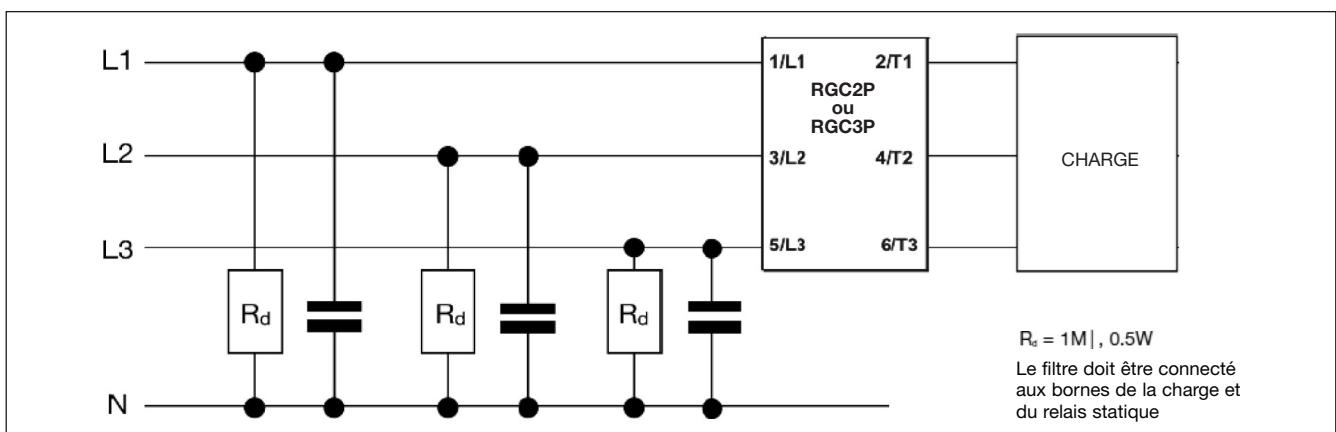 L1
1/L1 2/T1
RGC2P
ou
RGC3P
L2
3/L2 4/T2
CHARGE
L3
5/L3 6/T3
Rd Rd Rd
Rd = 1M|, 0.5W
Le filtre doit être connecté
aux bornes de la charge et
du relais statique
N